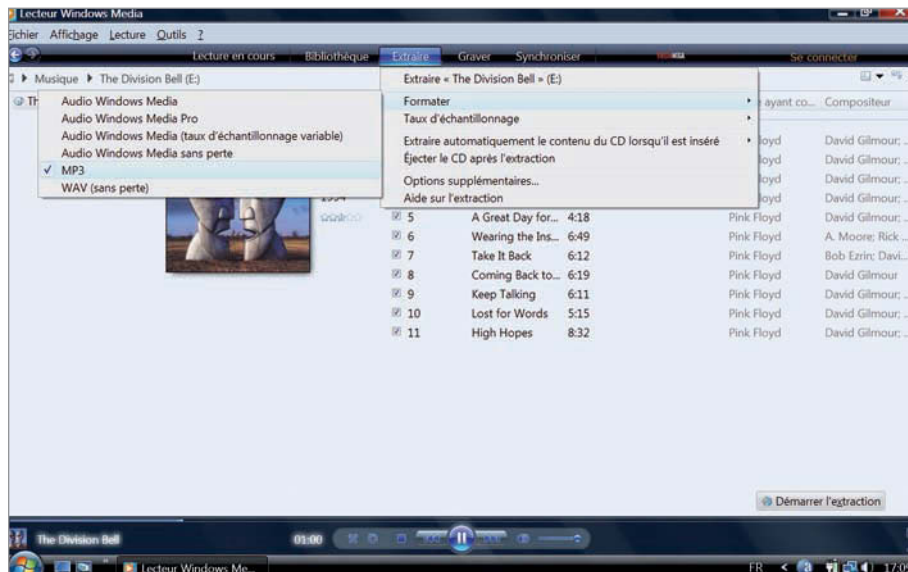 Lecteur Windows Media
Fichier Affichage Lecture Outils ?
Lecture en cours Bibliothèque Extraire Graver Synchroniser Se connecter
Musique The Division Bell (E:)
Extraire « The Division Bell » (E:)
Formater
Taux d'échantillonnage
Extraire automatiquement le contenu du CD lorsqu'il est inséré
Éjecter le CD après l'extraction
Options supplémentaires...
Aide sur l'extraction
Audio Windows Media
Audio Windows Media Pro
Audio Windows Media (taux d'échantillonnage variable)
Audio Windows Media sans perte
MP3
WAV (sans perte)
ayant co... Compositeur
loyd David Gilmour; ..
loyd David Gilmour; ..
loyd David Gilmour; ..
loyd David Gilmour; ..
1994
5 A Great Day for... 4:18 Pink Floyd David Gilmour; ..
6 Wearing the Ins... 6:49 Pink Floyd A. Moore; Rick ..
7 Take It Back 6:12 Pink Floyd Bob Ezrin; Davi..
8 Coming Back to... 6:19 Pink Floyd David Gilmour
9 Keep Talking 6:11 Pink Floyd David Gilmour; ..
10 Lost for Words 5:15 Pink Floyd David Gilmour; ..
11 High Hopes 8:32 Pink Floyd David Gilmour; ..
Démarrer l'extraction
The Division Bell 01:00
Lecteur Windows Me... FR 17:09